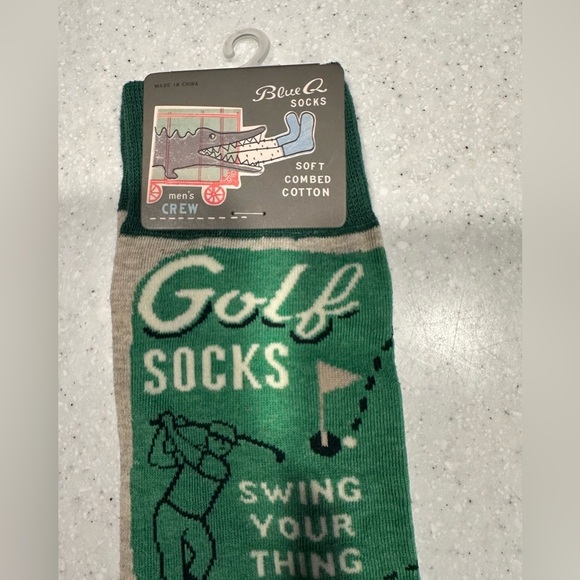 MADE IN CHINA
Blue Q
SOCKS
SOFT
COMBED
COTTON
men's
CREW
Golf
SOCKS
SWING
YOUR
THING